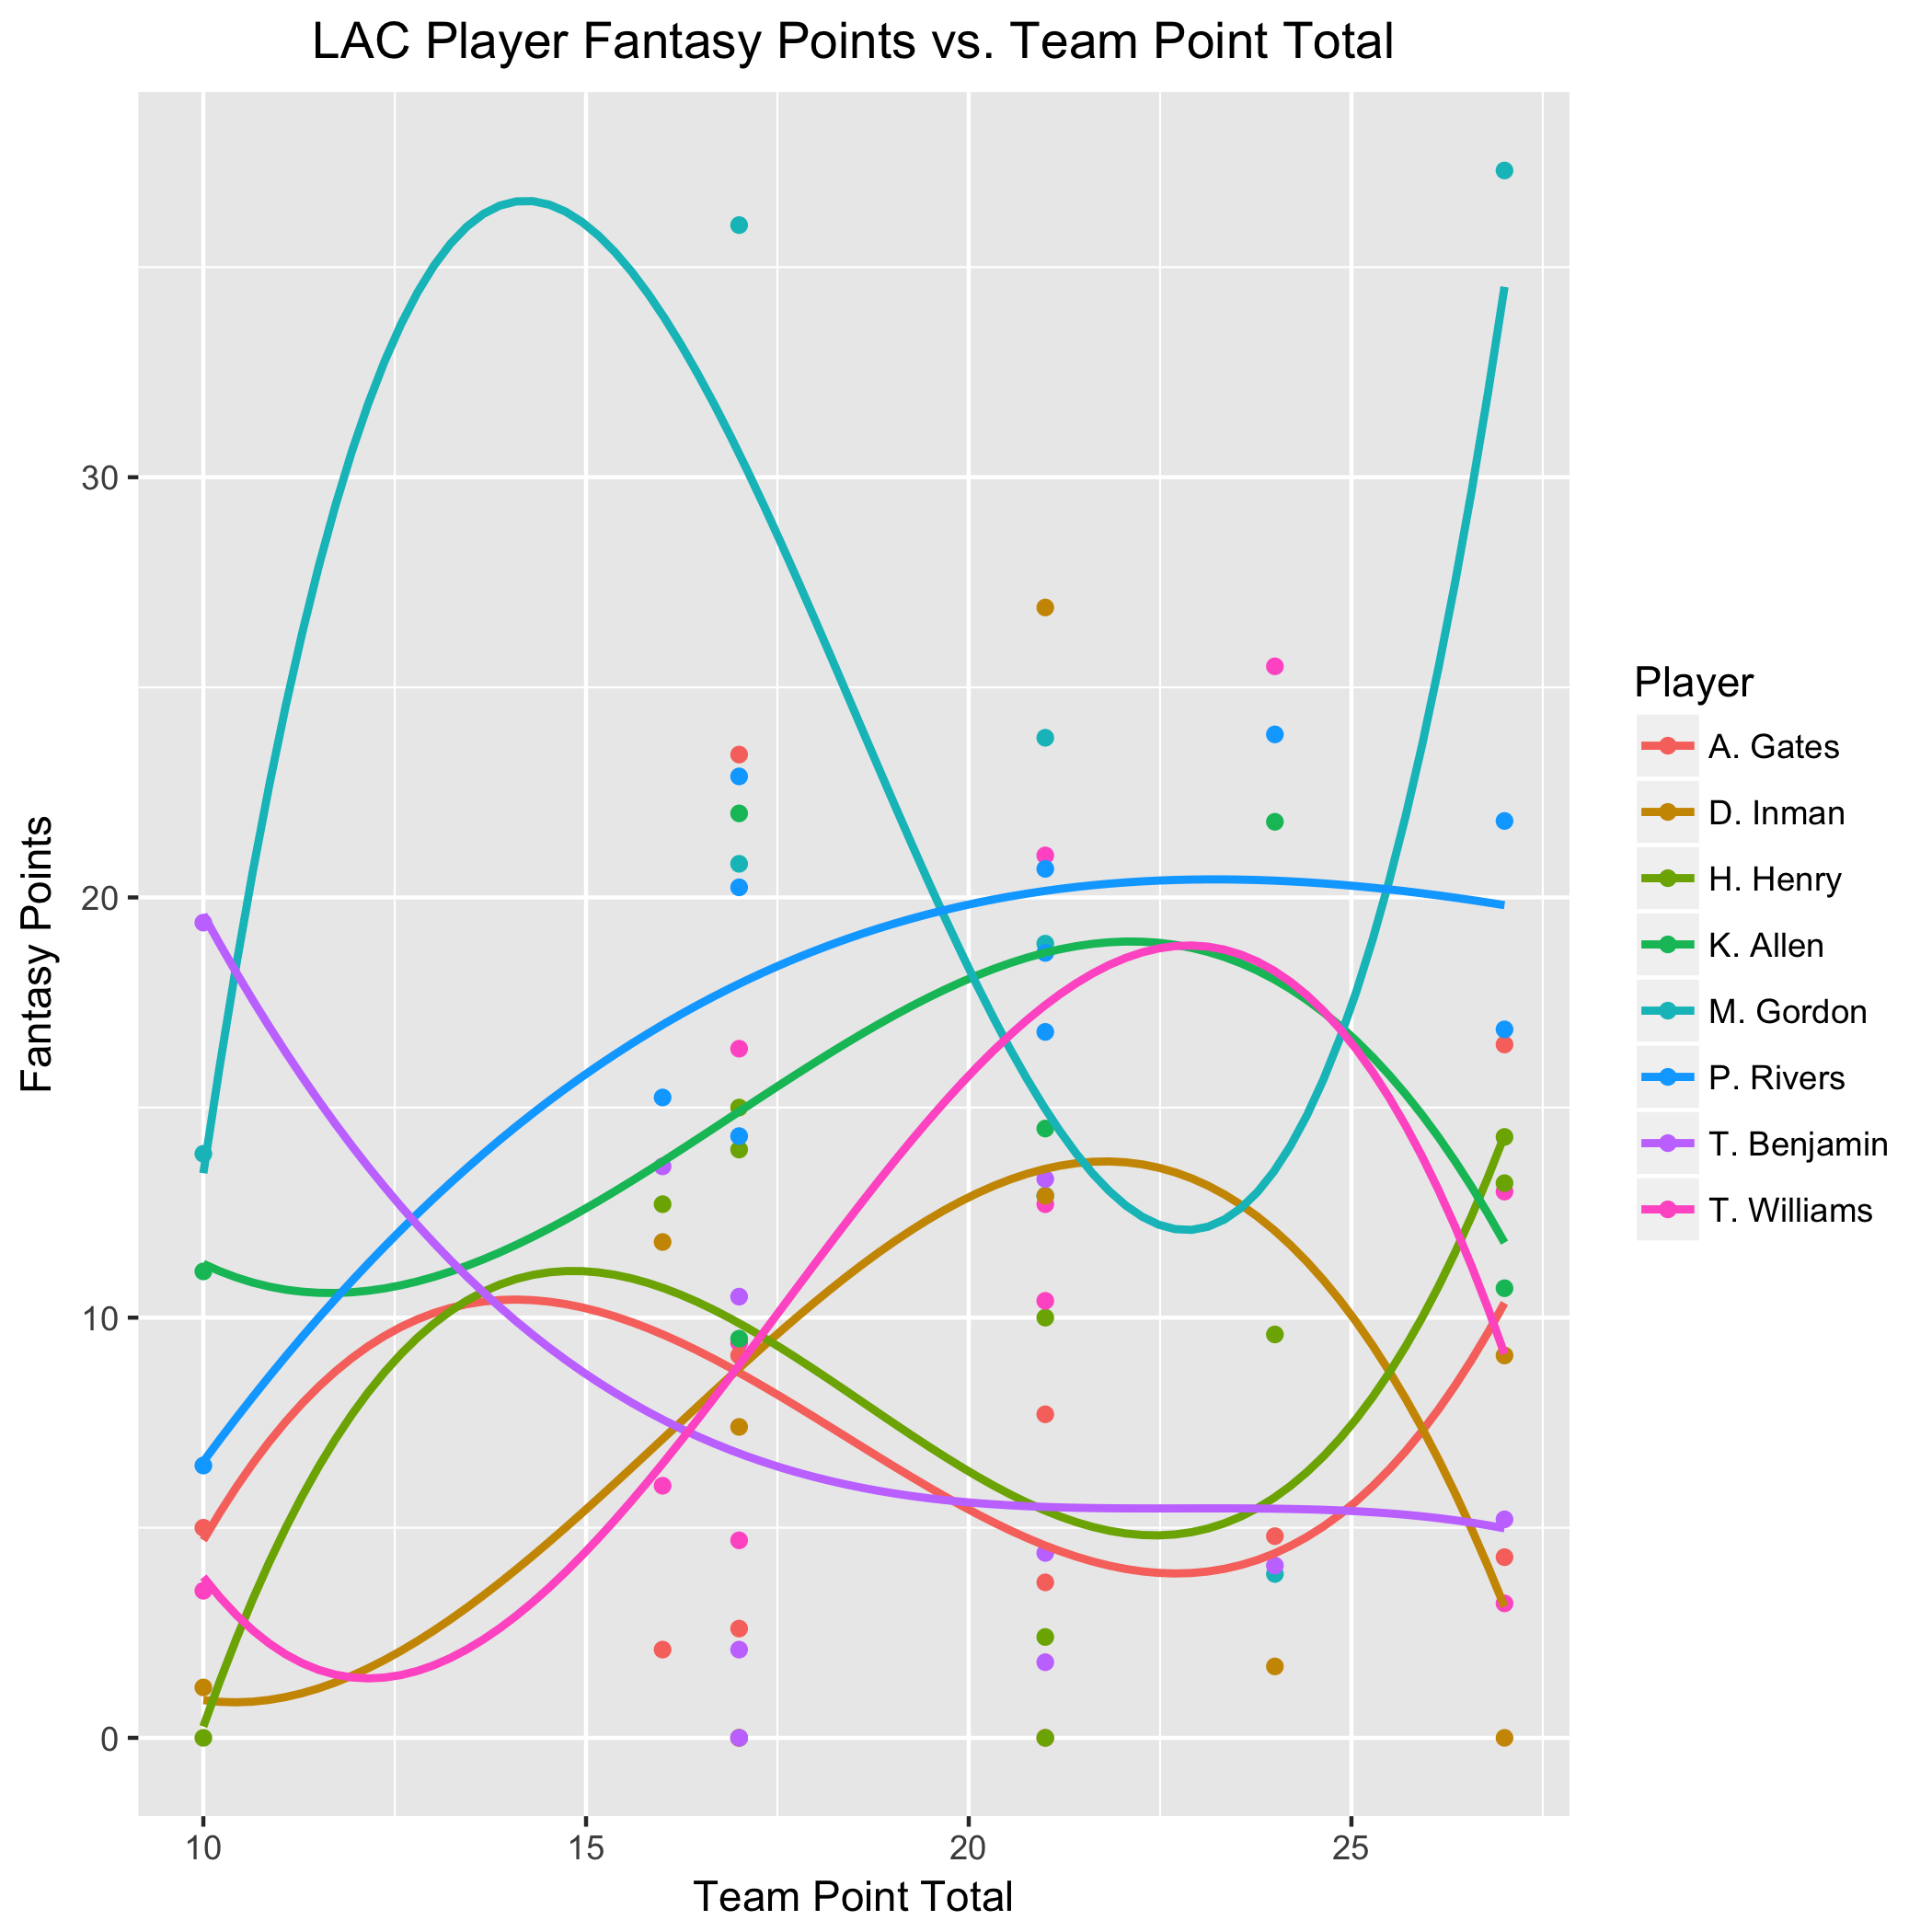 LAC Player Fantasy Points vs. Team Point Total
Fantasy Points
30
20
10
0
10
15
20
25
Team Point Total
Player
A. Gates
D. Inman
H. Henry
K. Allen
M. Gordon
P. Rivers
T. Benjamin
T. Williams